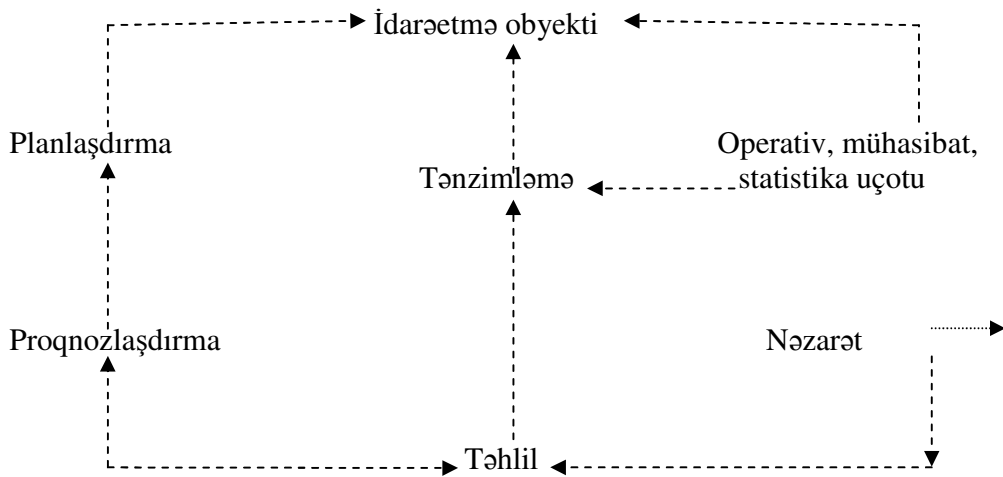 İdarəetmə obyekti
Planlaşdırma
Operativ, mühasibat,
statistika uçotu
Tənzimləmə
Proqnozlaşdırma
Nəzarət
Təhlil